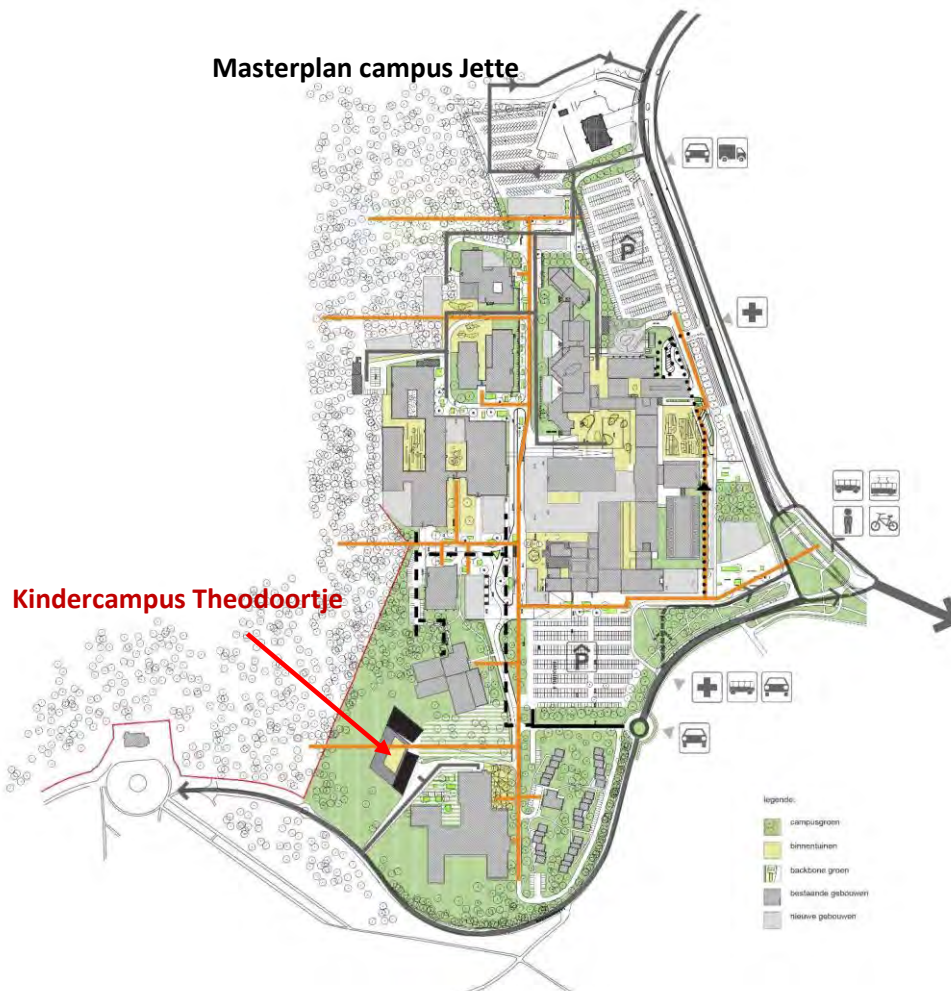 Masterplan campus Jette
P
Kindercampus Theodoortje
P
legende:
campusgroen
binnentuinen
backbone groen
bestaande gebouwen
nieuwe gebouwen